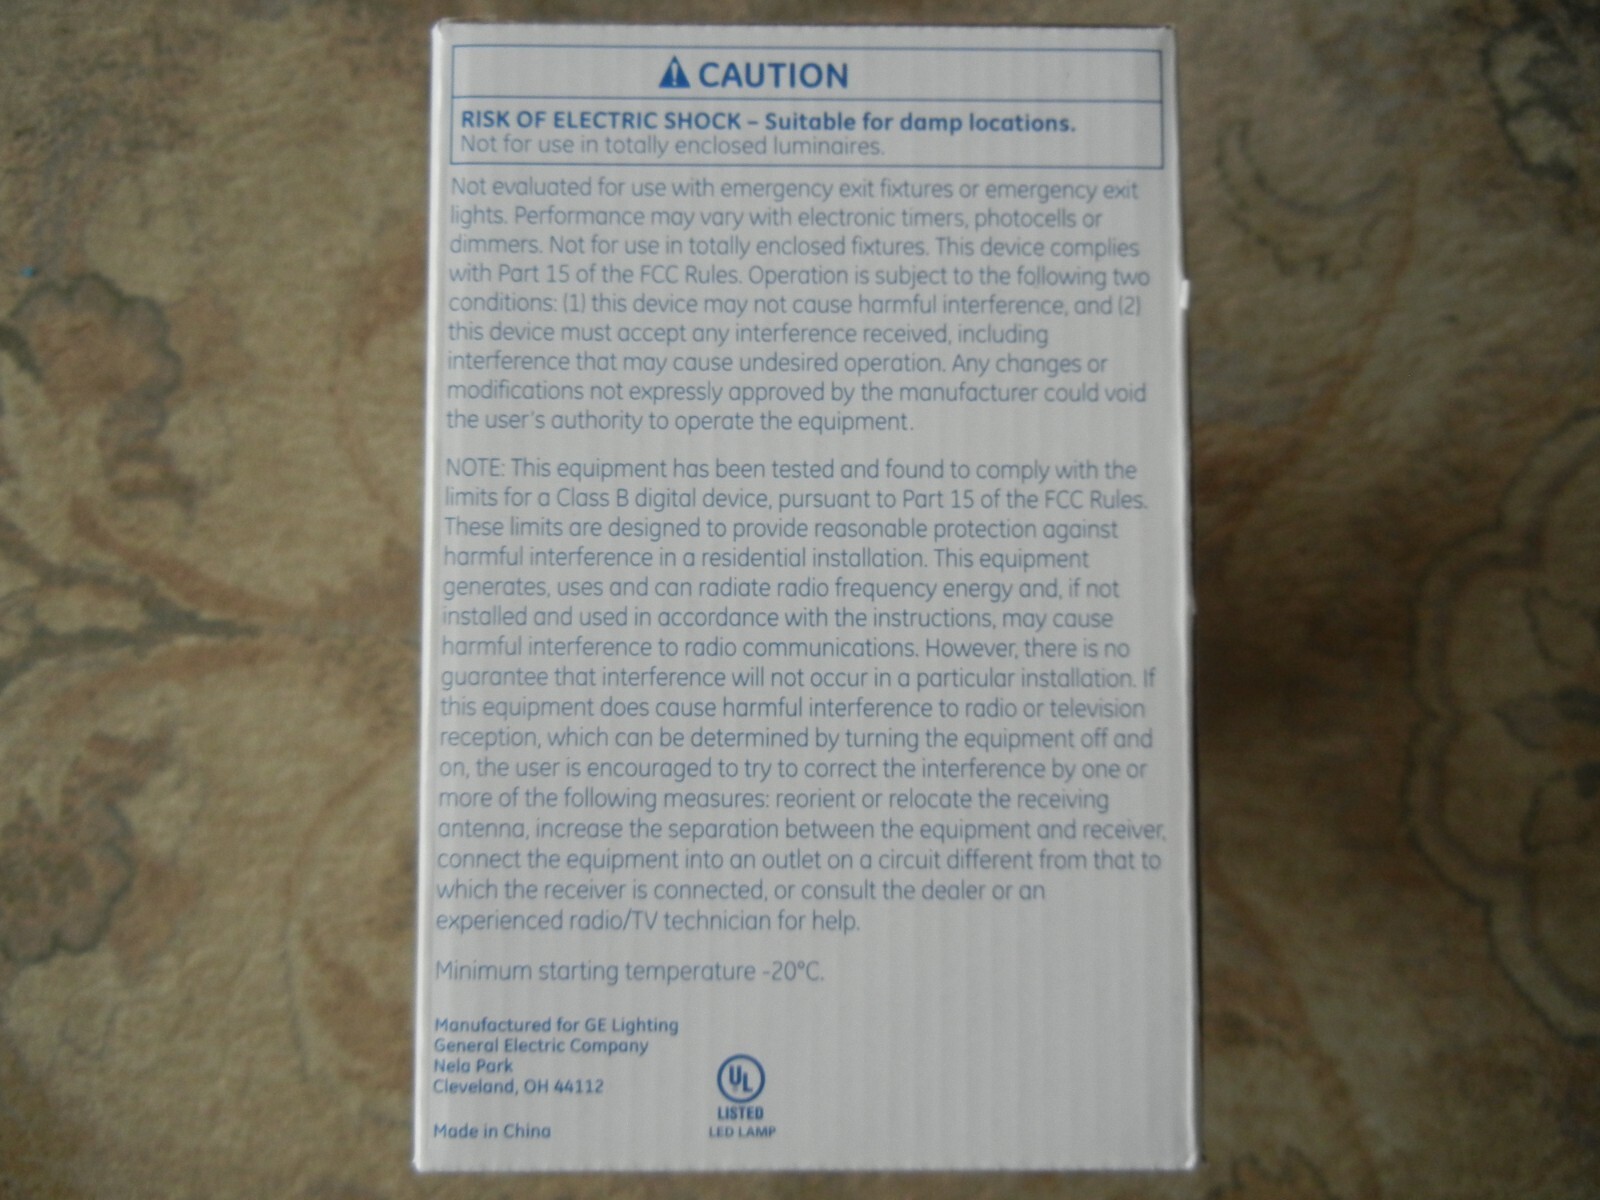 CAUTION
RISK OF ELECTRIC SHOCK – Suitable for damp locations.
Not for use in totally enclosed luminaires.
Not evaluated for use with emergency exit fixtures or emergency exit
lights. Performance may vary with electronic timers, photocells or
dimmers. Not for use in totally enclosed fixtures. This device complies
with Part 15 of the FCC Rules. Operation is subject to the following two
conditions: (1) this device may not cause harmful interference, and (2)
this device must accept any interference received, including
interference that may cause undesired operation. Any changes or
modifications not expressly approved by the manufacturer could void
the user's authority to operate the equipment.
NOTE: This equipment has been tested and found to comply with the
limits for a Class B digital device, pursuant to Part 15 of the FCC Rules.
These limits are designed to provide reasonable protection against
harmful interference in a residential installation. This equipment
generates, uses and can radiate radio frequency energy and, if not
installed and used in accordance with the instructions, may cause
harmful interference to radio communications. However, there is no
guarantee that interference will not occur in a particular installation. If
this equipment does cause harmful interference to radio or television
reception, which can be determined by turning the equipment off and
on, the user is encouraged to try to correct the interference by one or
more of the following measures: reorient or relocate the receiving
antenna, increase the separation between the equipment and receiver,
connect the equipment into an outlet on a circuit different from that to
which the receiver is connected, or consult the dealer or an
experienced radio/TV technician for help.
Minimum starting temperature -20°C.
Manufactured for GE Lighting
General Electric Company
Nela Park
Cleveland, OH 44112
Made in China
UL
LISTED
LED LAMP